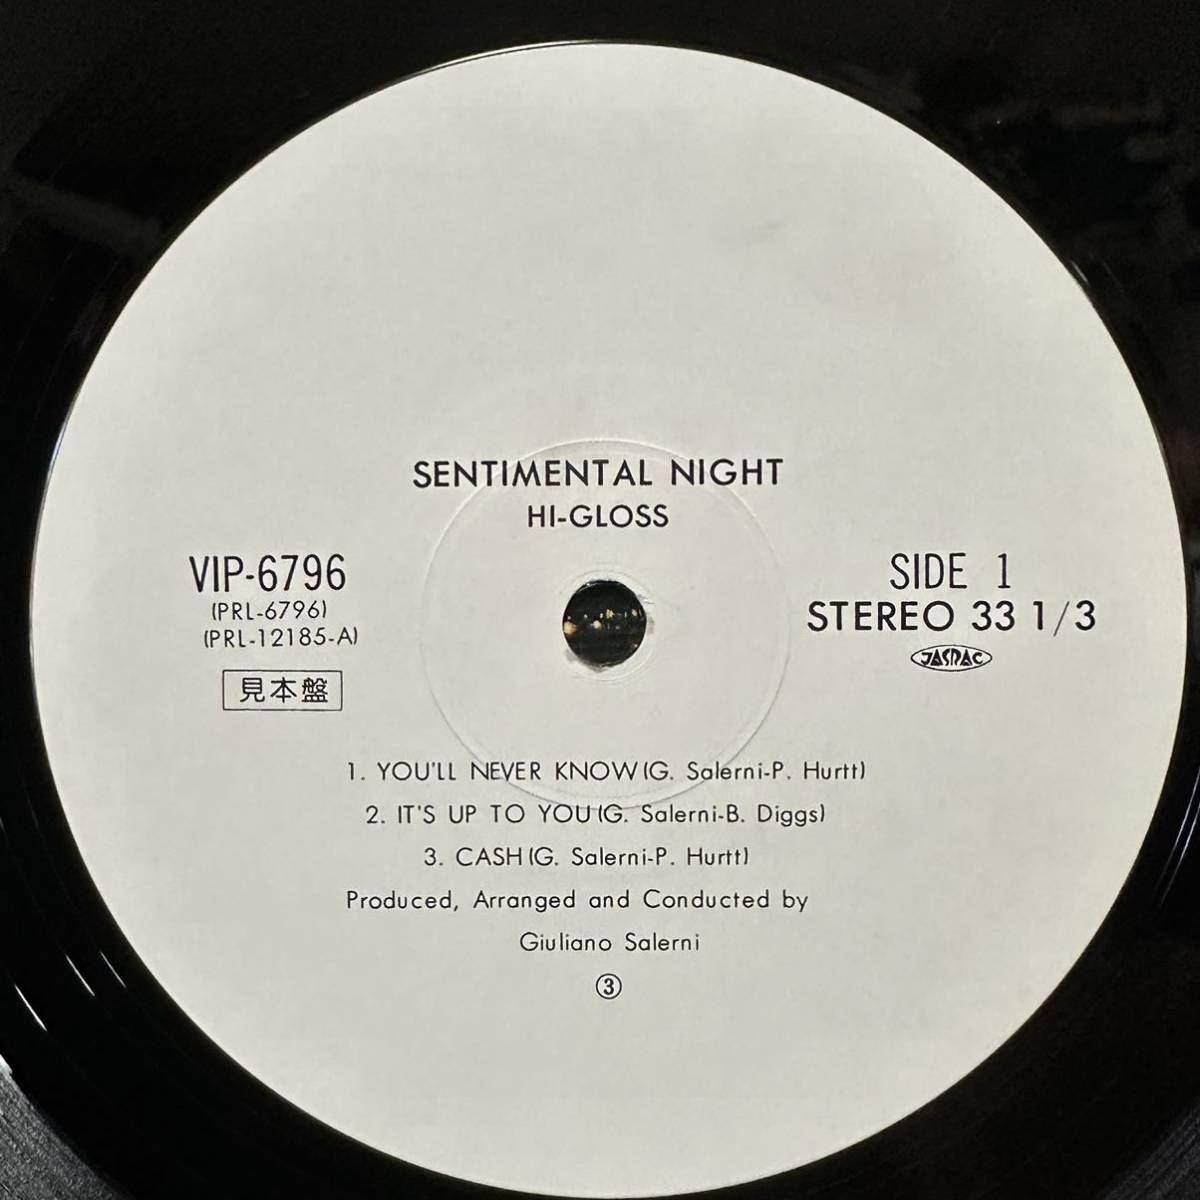 SENTIMENTAL NIGHT
HI-GLOSS
VIP-6796
(PRL-6796)
(PRL-12185-A)
見本盤
SIDE 1
STEREO 33 1/3
JASRAC
1. YOU'LL NEVER KNOW(G. Salerni-P. Hurtt)
2. IT'S UP TO YOU(G. Salerni-B. Diggs)
3. CASH(G. Salerni-P. Hurtt)
Produced, Arranged and Conducted by
Giuliano Salerni
③